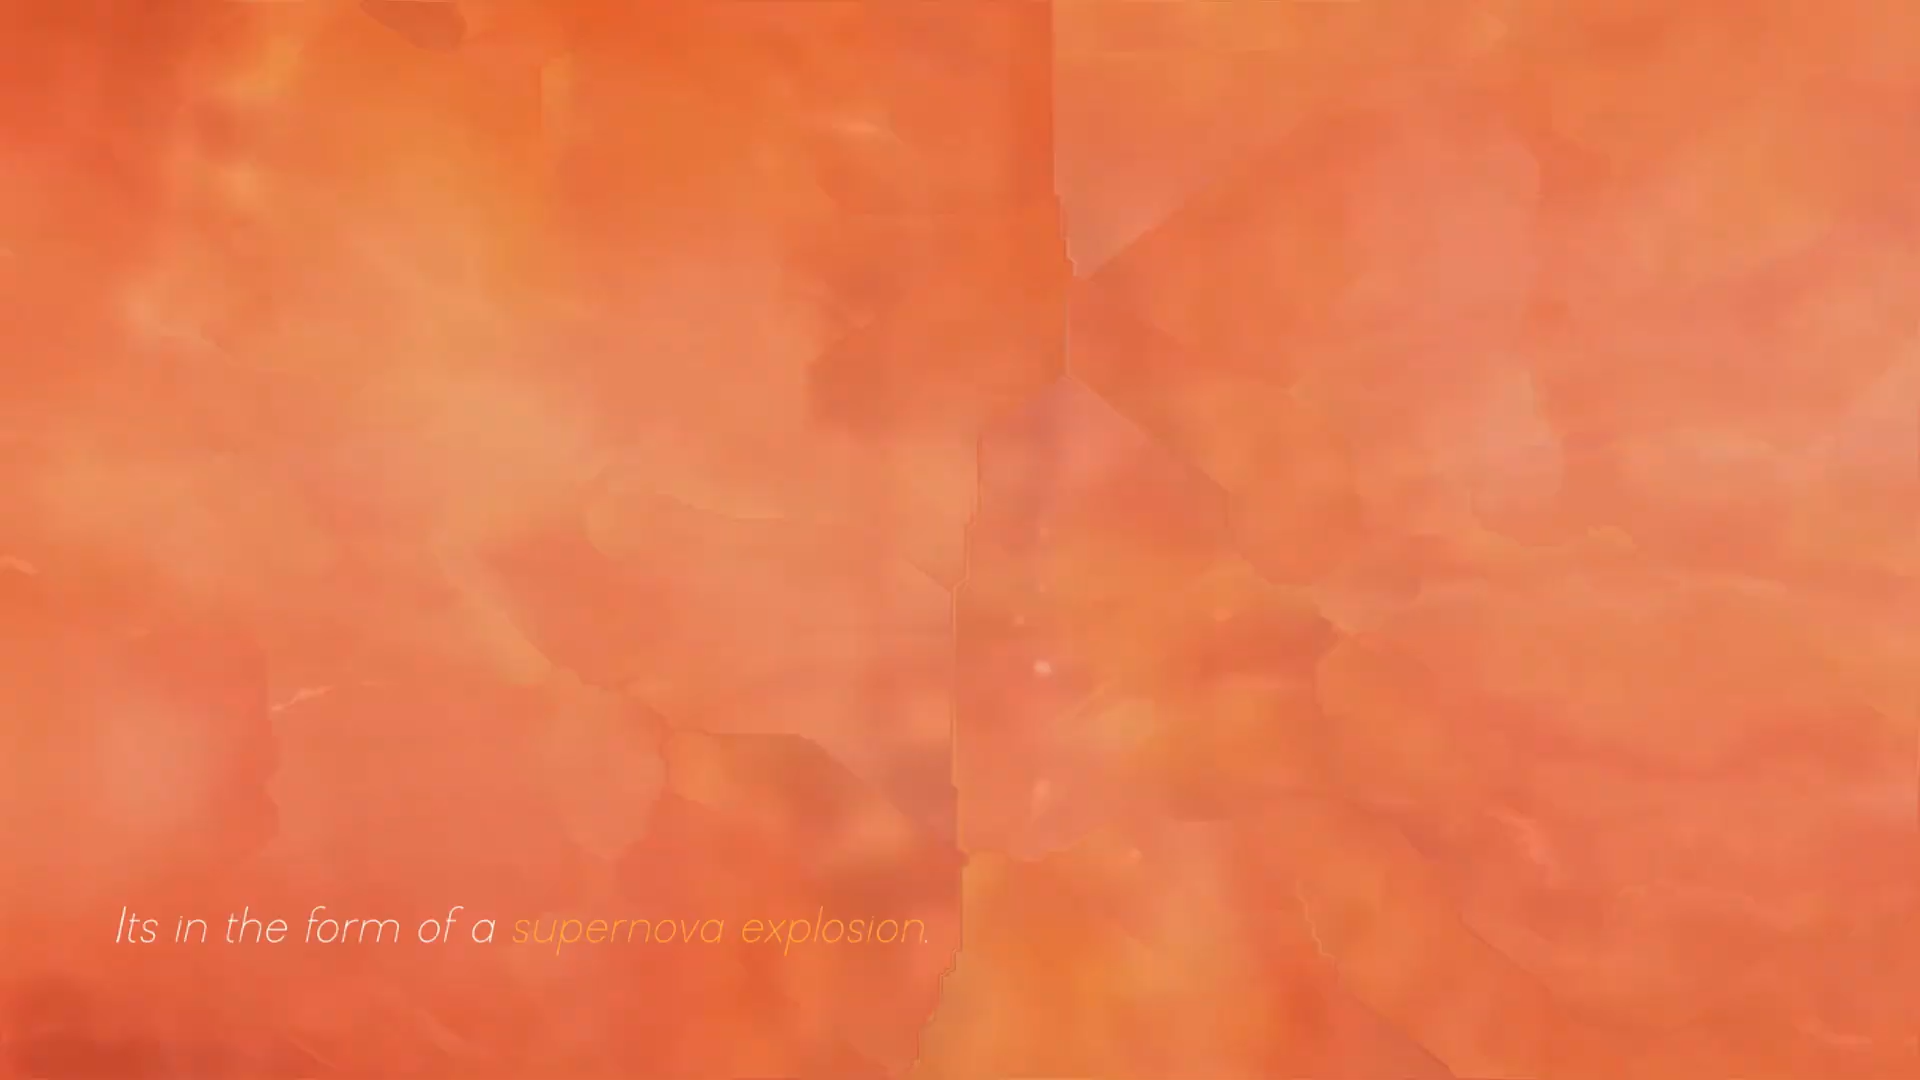 Its in the form of a supernova explosion.